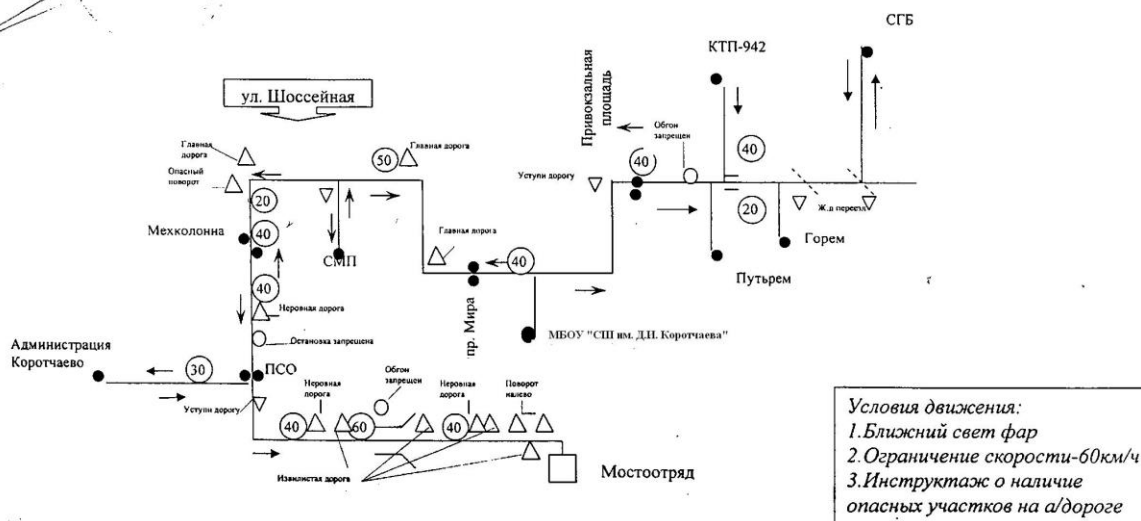 СГБ
КТП-942
ул. Шоссейная
Привокзальная
площадь
Обгон
запрещен
40
40
Главная
дорога
50
Главная дорога
Опасный
поворот
Уступи дорогу
20
20
Ж.д переезд
Мехколонна
40
СМП
Главная дорога
40
Горем
Путьрем
40
Неровная дорога
пр. Мира
МБОУ "СШ им. Д.И. Коротчаева"
Остановка запрещена
Администрация
Коротчаево
30
ПСО
Уступи дорогу
Неровная
дорога
Обгон
запрещен
Неровная
дорога
Поворот
налево
40
60
40
Извилистая дорога
Мостоотряд
Условия движения:
1.Ближний свет фар
2.Ограничение скорости-60км/ч
3.Инструктаж о наличие
опасных участков на а/дороге